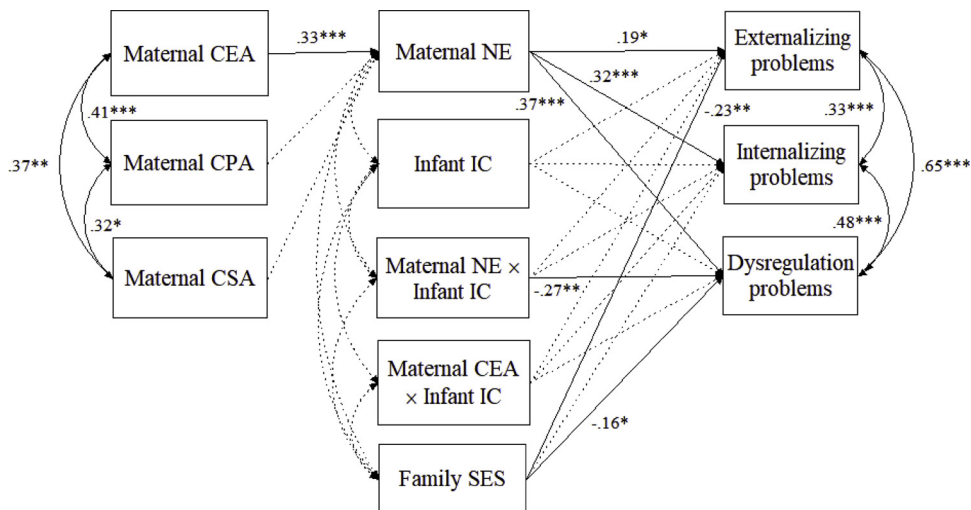 Maternal CEA
.33***
Maternal NE
.19*
Externalizing
problems
.32***
.37***
-.23**
.41***
.33***
Maternal CPA
Infant IC
Internalizing
problems
.37**
.65***
.32*
.48***
Maternal CSA
Maternal NE ×
Infant IC
-.27**
Dysregulation
problems
Maternal CEA
× Infant IC
-.16*
Family SES